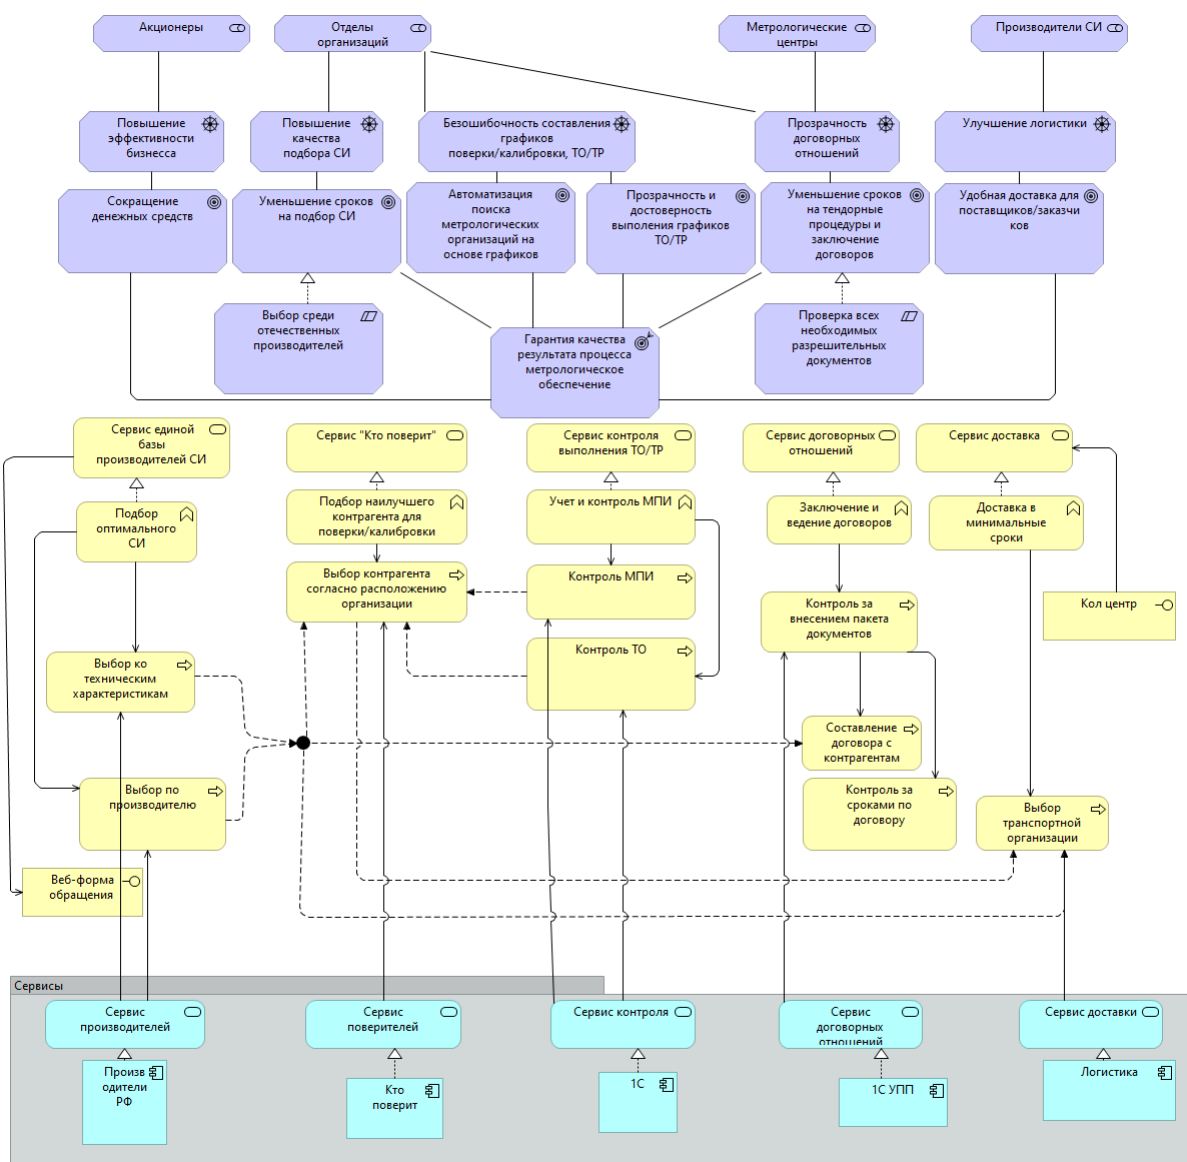 Акционеры
Отделы
организаций
Метрологические
центры
Производители СИ
Повышение
эффективности
бизнесса
Повышение
качества
подбора СИ
Безошибочность составления
графиков
поверки/калибровки, ТО/ТР
Прозрачность
договорных
отношений
Улучшение логистики
Сокращение
денежных средств
Уменьшение сроков
на подбор СИ
Автоматизация
поиска
метрологических
организаций на
основе графиков
Прозрачность и
достоверность
выполения графиков
ТО/ТР
Уменьшение сроков
на тендорные
процедуры и
заключение
договоров
Удобная доставка для
поставщиков/заказчи
ков
Выбор среди
отечественных
производителей
Гарантия качества
результата процесса
метрологическое
обеспечение
Проверка всех
необходимых
разрешительных
документов
Сервис единой
базы
производителей СИ
Сервис "Кто поверит"
Сервис контроля
выполнения ТО/ТР
Сервис договорных
отношений
Сервис доставка
Подбор
оптимального
СИ
Подбор наилучшего
контрагента для
поверки/калибровки
Учет и контроль МПИ
Заключение и
ведение договоров
Доставка в
минимальные
сроки
Выбор контрагента
согласно расположению
организации
Контроль МПИ
Контроль за
внесением пакета
документов
Кол центр
Выбор ко
техническим
характеристикам
Контроль ТО
Составление
договора с
контрагентам
Выбор по
производителю
Контроль за
сроками по
договору
Выбор
транспортной
организации
Веб-форма
обращения
Сервисы
Сервис
производителей
Сервис
поверителей
Сервис контроля
Сервис
договорных
отношений
Сервис доставки
Произв
одители
РФ
Кто
поверит
1С
1С УПП
Логистика